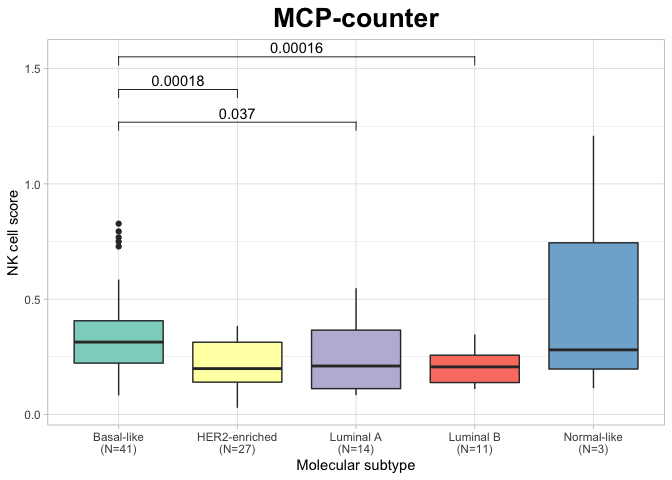 MCP-counter
0.00016
0.00018
0.037
1.5
1.0
0.5
0.0
NK cell score
Basal-like
(N=41)
HER2-enriched
(N=27)
Luminal A
(N=14)
Luminal B
(N=11)
Normal-like
(N=3)
Molecular subtype